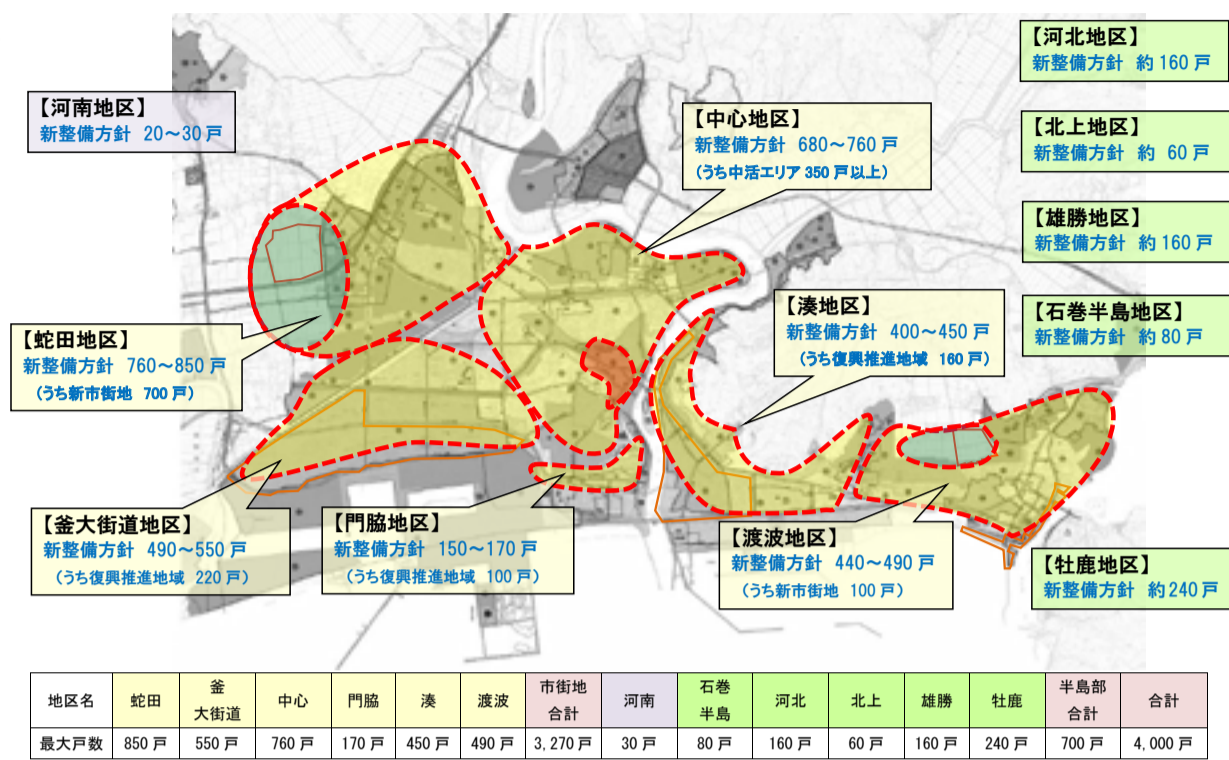 【河南地区】
新整備方針 20~30戸
【中心地区】
新整備方針 680~760戸
(うち中活エリア350戸以上)
【河北地区】
新整備方針 約160戸
【北上地区】
新整備方針 約 60戸
【雄勝地区】
新整備方針 約160戸
【石巻半島地区】
新整備方針 約80戸
【湊地区】
新整備方針 400~450戸
(うち復興推進地域 160戸)
【蛇田地区】
新整備方針 760~850戸
(うち新市街地 700戸)
【釜大街道地区】
新整備方針 490~550戸
(うち復興推進地域 220戸)
【門脇地区】
新整備方針 150~170戸
(うち復興推進地域 100戸)
【渡波地区】
新整備方針 440~490戸
(うち新市街地 100戸)
【牡鹿地区】
新整備方針 約240戸
地区名 蛇田 釜大街道 中心 門脇 湊 渡波 市街地合計 河南 石巻半島 河北 北上 雄勝 牡鹿 半島部合計 合計
最大戸数 850戸 550戸 760戸 170戸 450戸 490戸 3,270戸 30戸 80戸 160戸 60戸 160戸 240戸 700戸 4,000戸